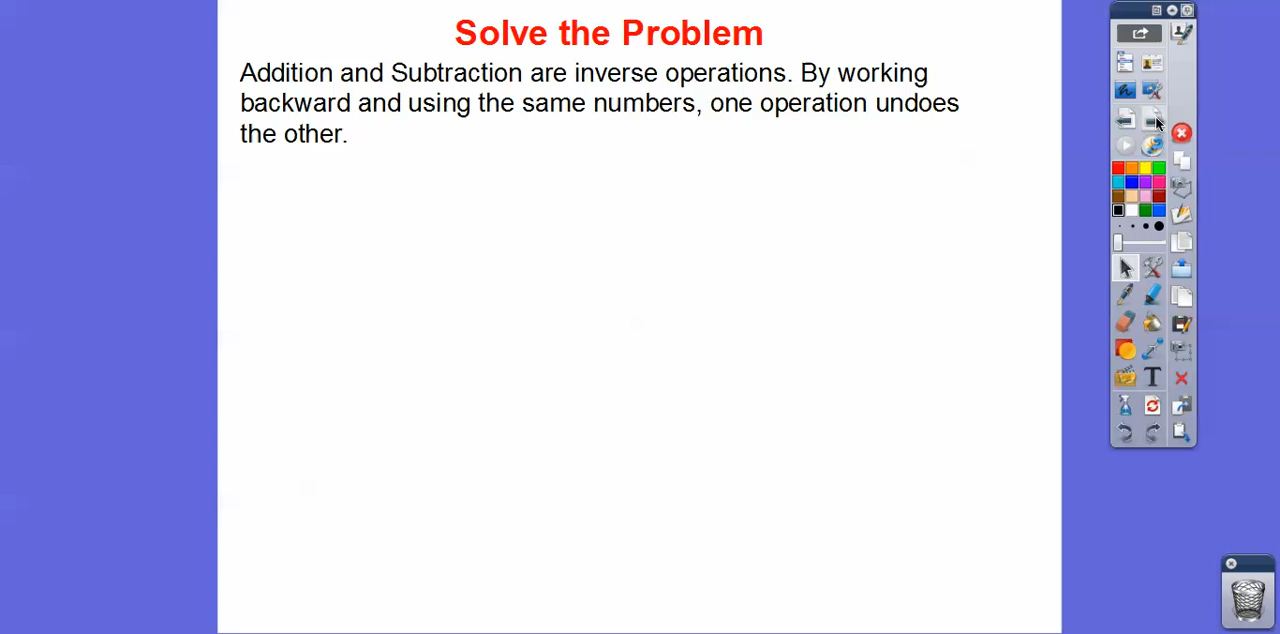 Solve the Problem
Addition and Subtraction are inverse operations. By working
backward and using the same numbers, one operation undoes
the other.